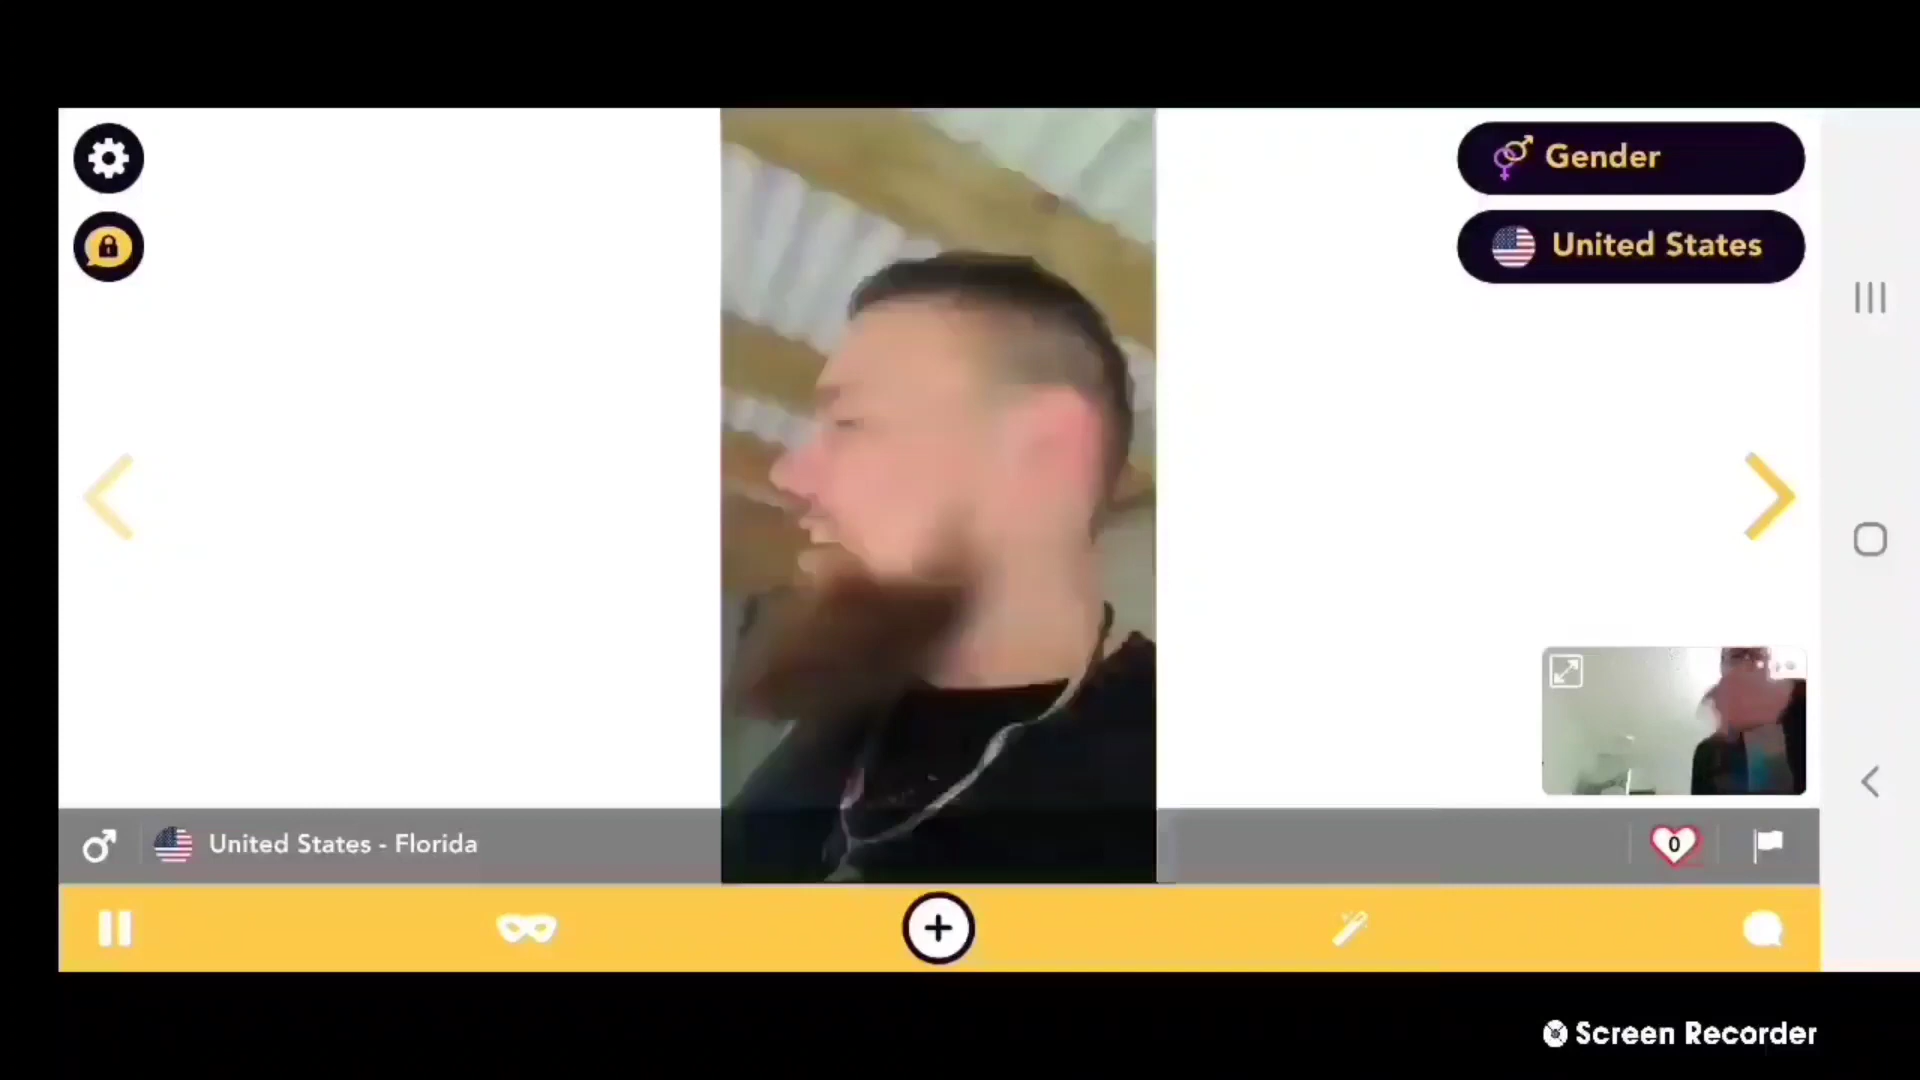 Gender
United States
United States - Florida
0
Screen Recorder